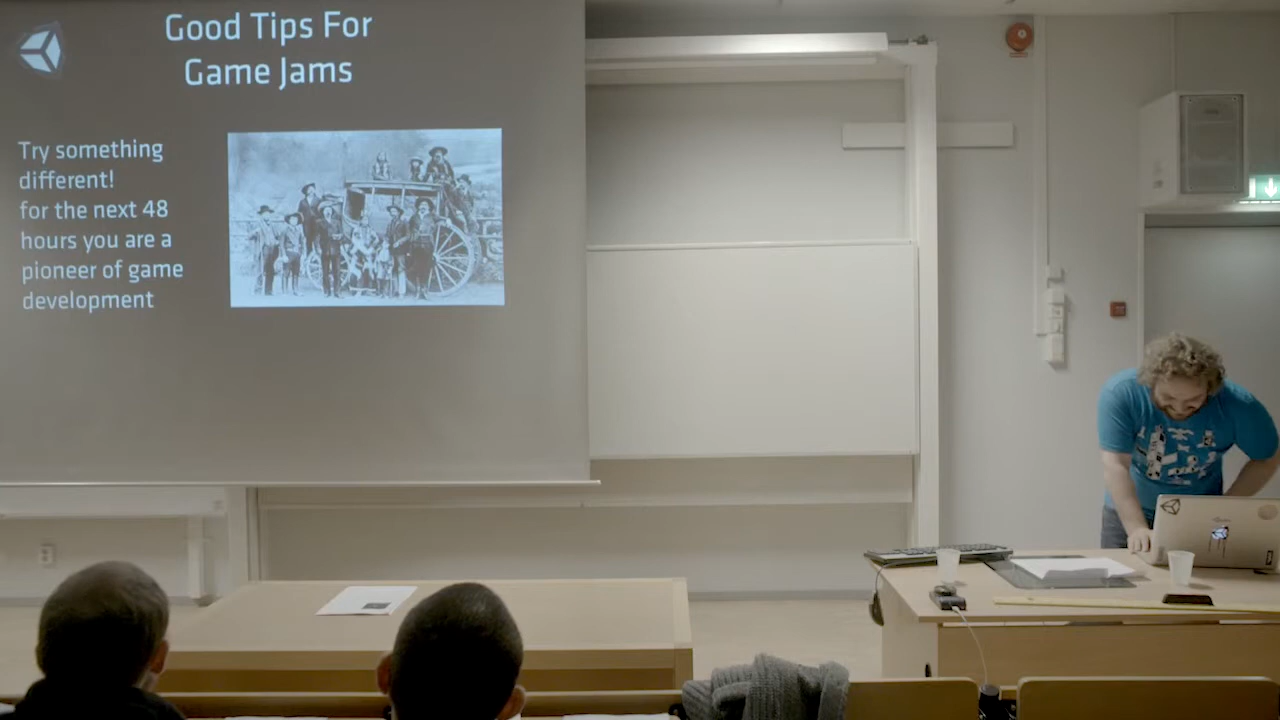 Good Tips For
Game Jams
Try something
different!
for the next 48
hours you are a
pioneer of game
development